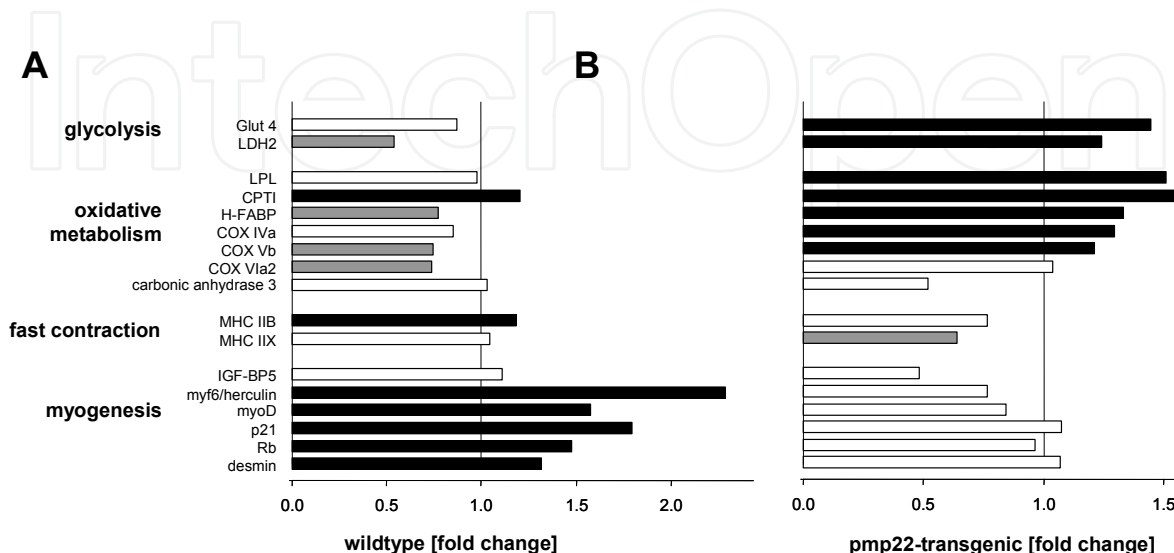 IntechOpen
A
B
glycolysis
Glut 4
LDH2
oxidative
metabolism
LPL
CPTI
H-FABP
COX IVa
COX Vb
COX VIa2
carbonic anhydrase 3
fast contraction
MHC IIB
MHC IIX
myogenesis
IGF-BP5
myf6/herculin
myoD
p21
Rb
desmin
0.0 0.5 1.0 1.5 2.0
wildtype [fold change]
0.0 0.5 1.0 1.5
pmp22-transgenic [fold change]